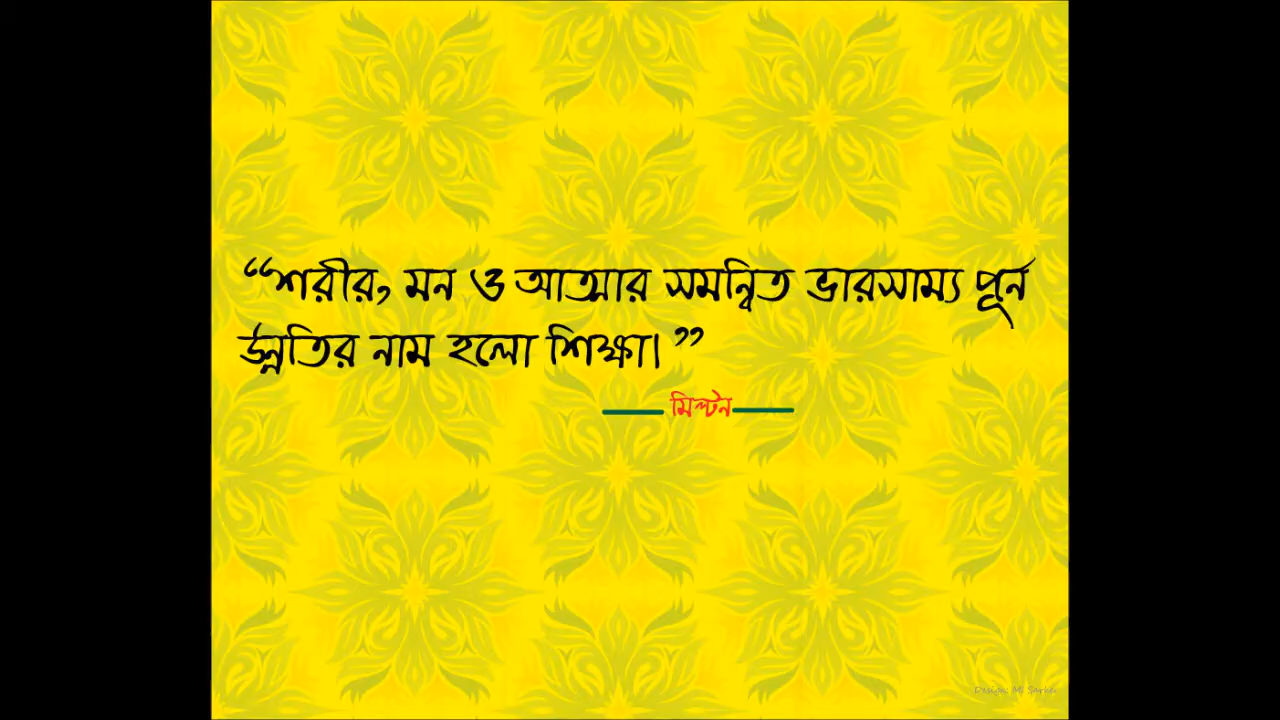 “শরীর, মন ও আত্মার সমন্বিত ভারসাম্য পূর্ন
উন্নতির নাম হলো শিক্ষা।”
মিল্টন